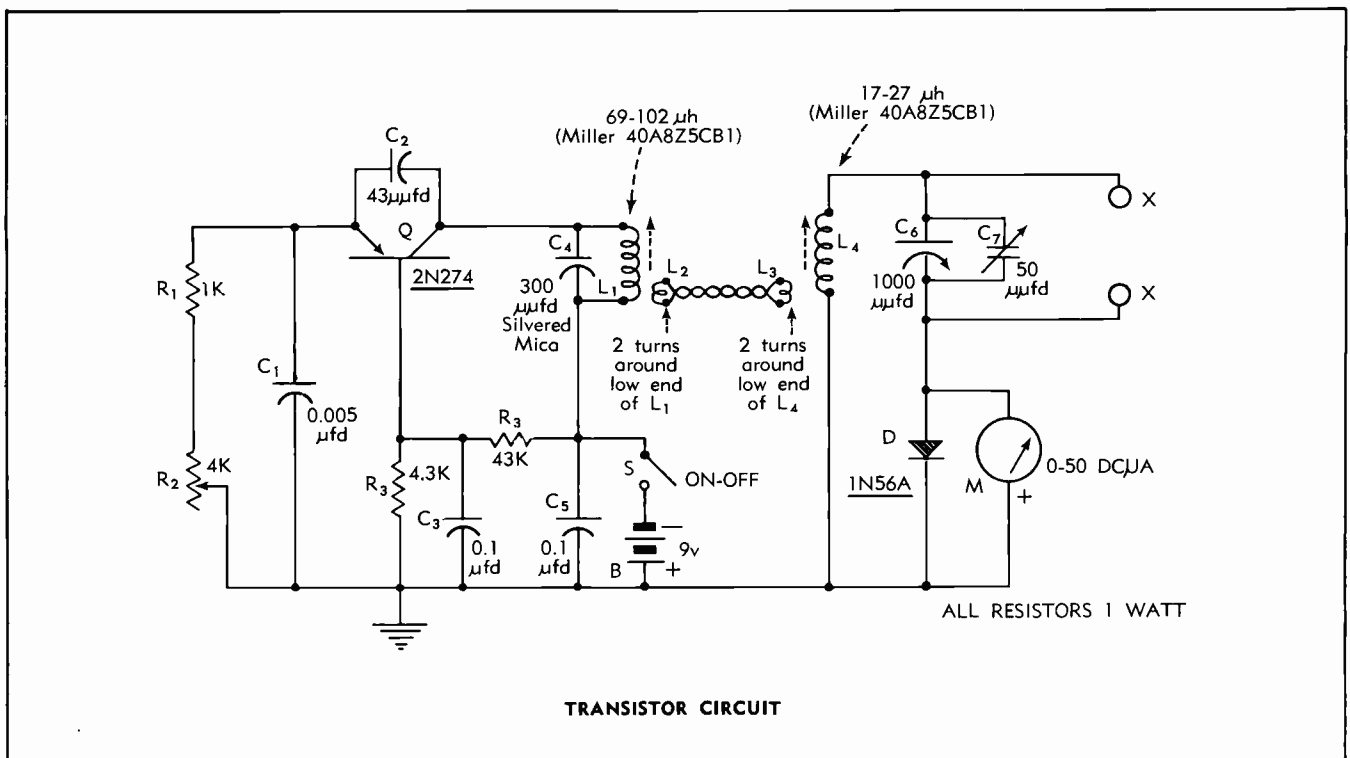 69-102 μh
(Miller 40A8Z5CB1)
17-27 μh
(Miller 40A8Z5CB1)
C2
43μμfd
Q
2N274
R1
1K
C1
0.005
μfd
R2
4K
C4
300
μμfd
Silvered
Mica
L1
L2
L3
L4
2 turns
around
low end
of L1
2 turns
around
low end
of L4
C6
1000
μμfd
C7
50
μμfd
X
X
R3
43K
R3
4.3K
C3
0.1
μfd
C5
0.1
μfd
S
ON-OFF
B
9v
−
+
D
1N56A
M
+
0-50 DCμA
ALL RESISTORS 1 WATT
TRANSISTOR CIRCUIT